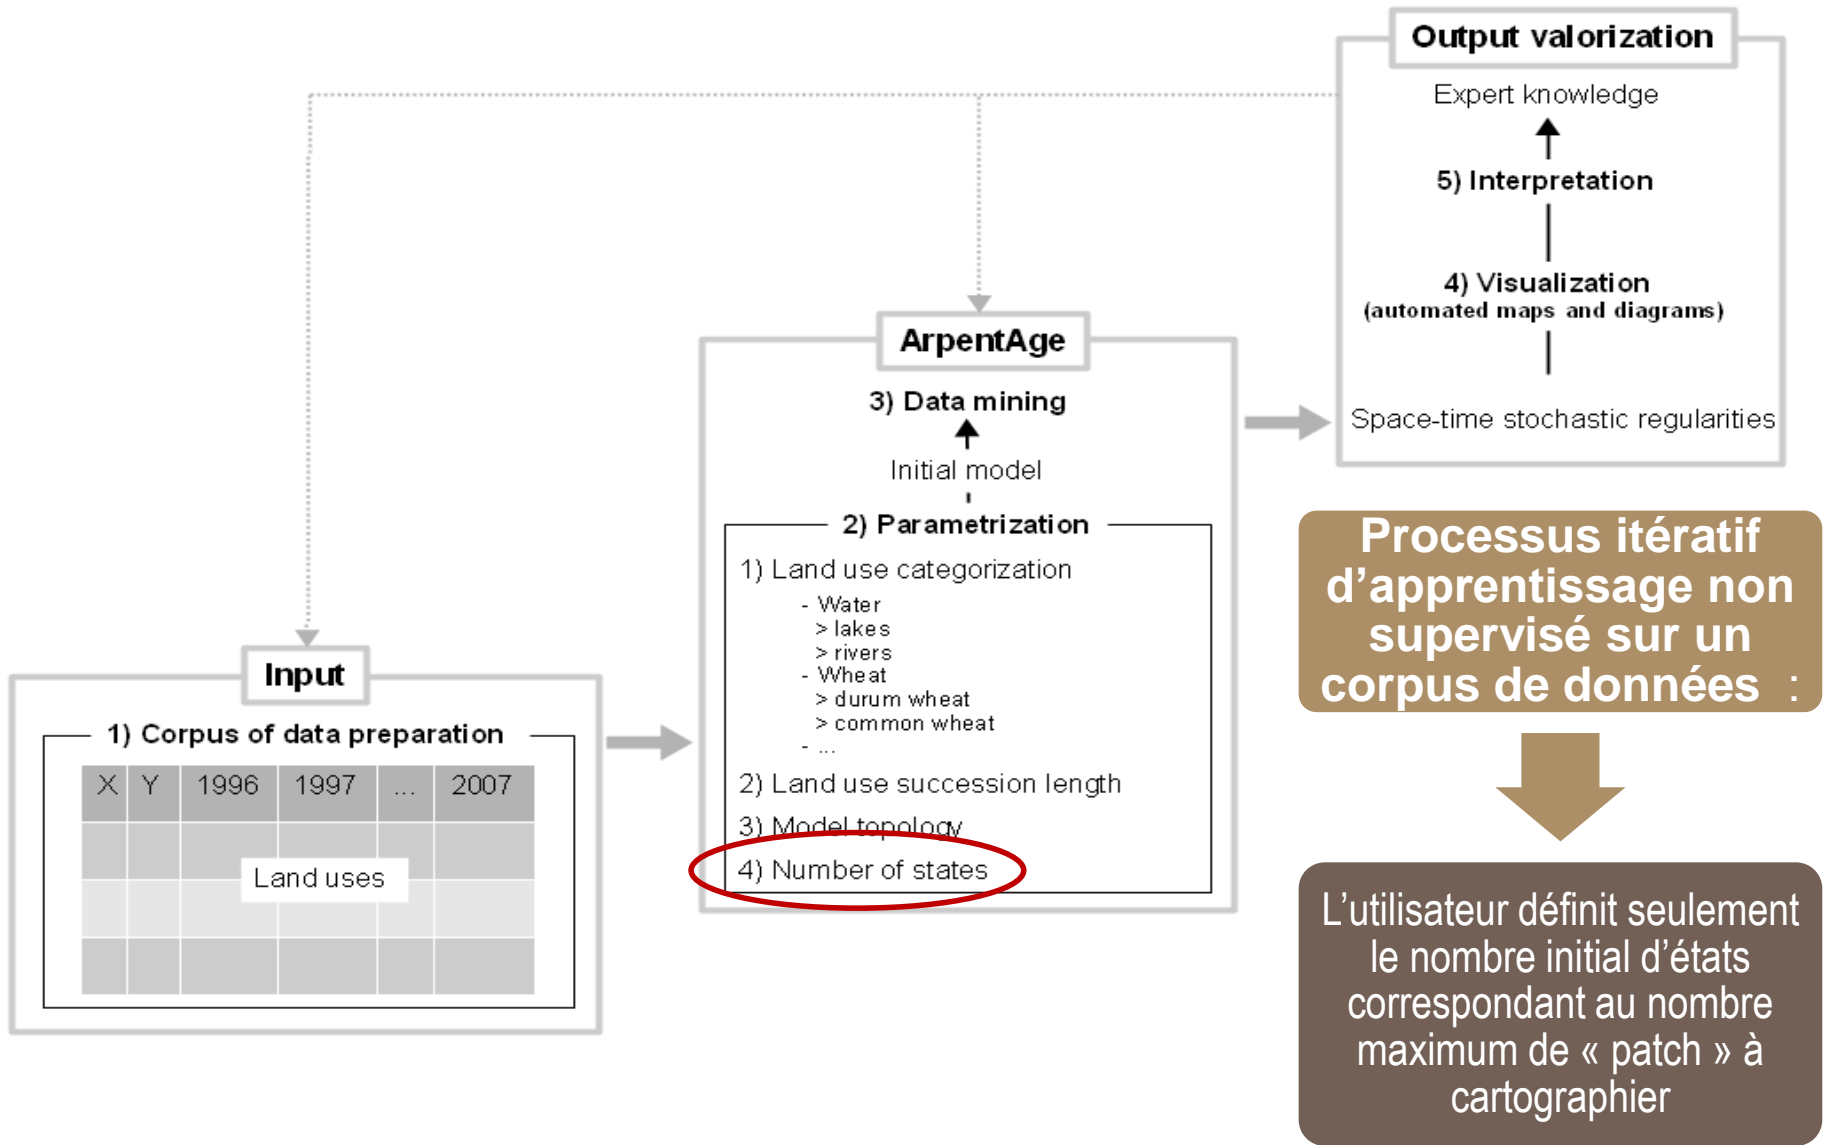 Output valorization
Expert knowledge
5) Interpretation
4) Visualization
(automated maps and diagrams)
Space-time stochastic regularities
ArpentAge
3) Data mining
Initial model
2) Parametrization
1) Land use categorization
- Water
> lakes
> rivers
- Wheat
> durum wheat
> common wheat
- ...
2) Land use succession length
3) Model topology
4) Number of states
Input
1) Corpus of data preparation
X Y 1996 1997 ... 2007
Land uses
Processus itératif
d’apprentissage non
supervisé sur un
corpus de données :
L’utilisateur définit seulement
le nombre initial d’états
correspondant au nombre
maximum de « patch » à
cartographier